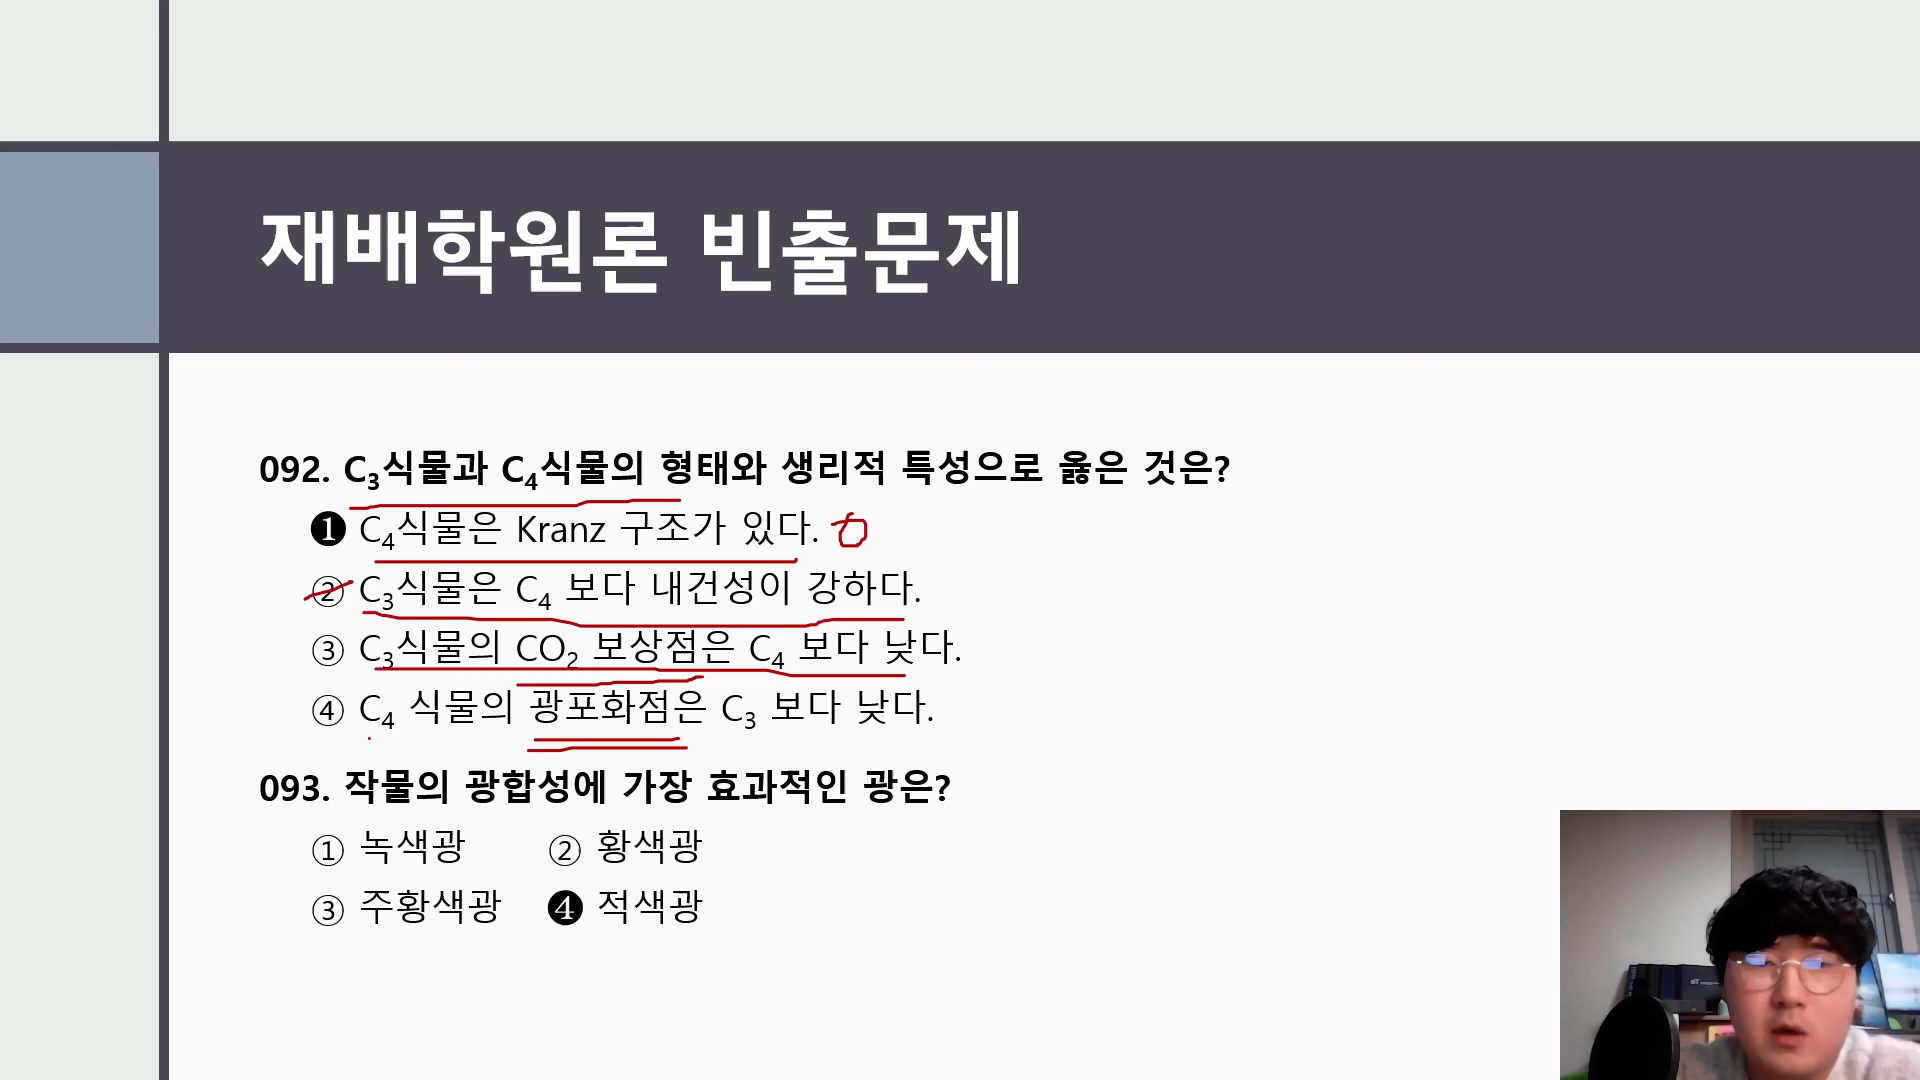 재배학원론 빈출문제
092. C₃식물과 C₄식물의 형태와 생리적 특성으로 옳은 것은?
❶ C₄식물은 Kranz 구조가 있다.
② C₃식물은 C₄ 보다 내건성이 강하다.
③ C₃식물의 CO₂ 보상점은 C₄ 보다 낮다.
④ C₄ 식물의 광포화점은 C₃ 보다 낮다.
093. 작물의 광합성에 가장 효과적인 광은?
① 녹색광 ② 황색광
③ 주황색광 ❹ 적색광